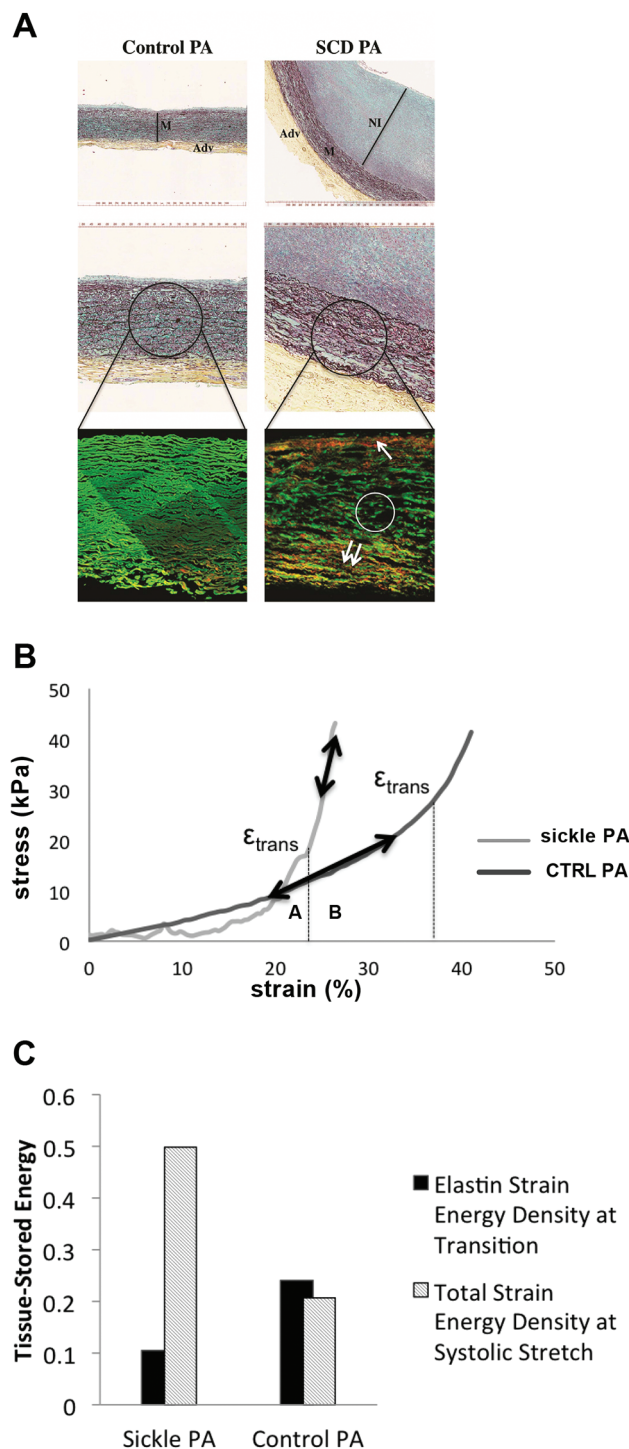 A
Control PA
SCD PA
M
Adv
Adv
M
NI
B
stress (kPa)
50
40
30
20
10
0
εtrans
εtrans
A
B
sickle PA
CTRL PA
0
10
20
30
40
50
strain (%)
C
Tissue-Stored Energy
0.6
0.5
0.4
0.3
0.2
0.1
0
Sickle PA
Control PA
Elastin Strain
Energy Density at
Transition
Total Strain
Energy Density at
Systolic Stretch